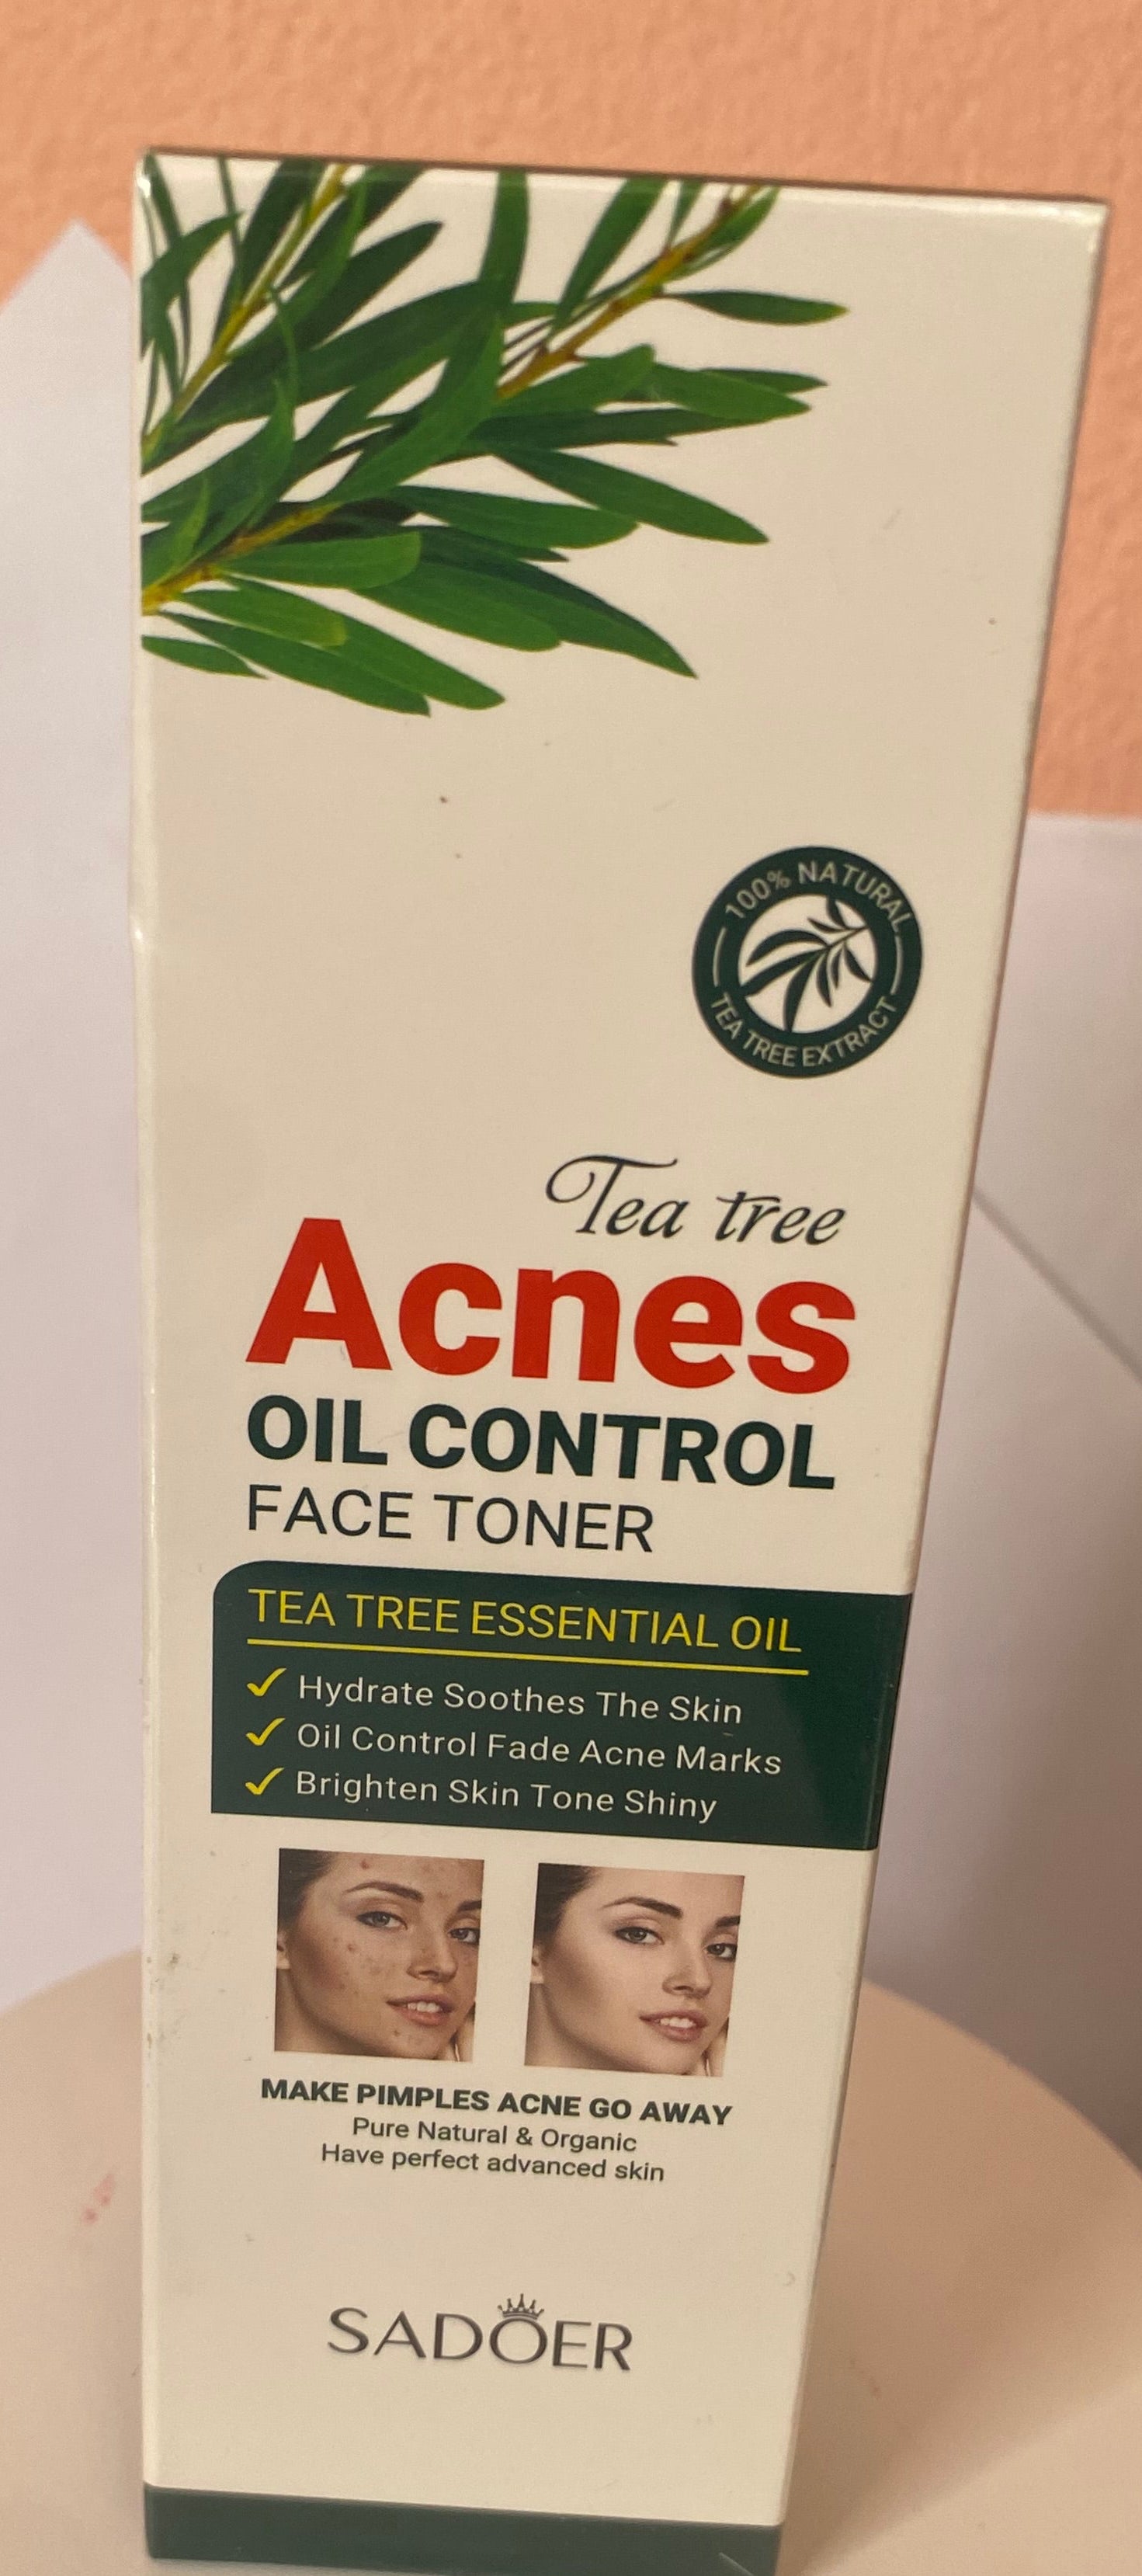 100% NATURAL
TEA TREE EXTRACT
Tea tree
Acnes
OIL CONTROL
FACE TONER
TEA TREE ESSENTIAL OIL
Hydrate Soothes The Skin
Oil Control Fade Acne Marks
Brighten Skin Tone Shiny
MAKE PIMPLES ACNE GO AWAY
Pure Natural & Organic
Have perfect advanced skin
SADOER